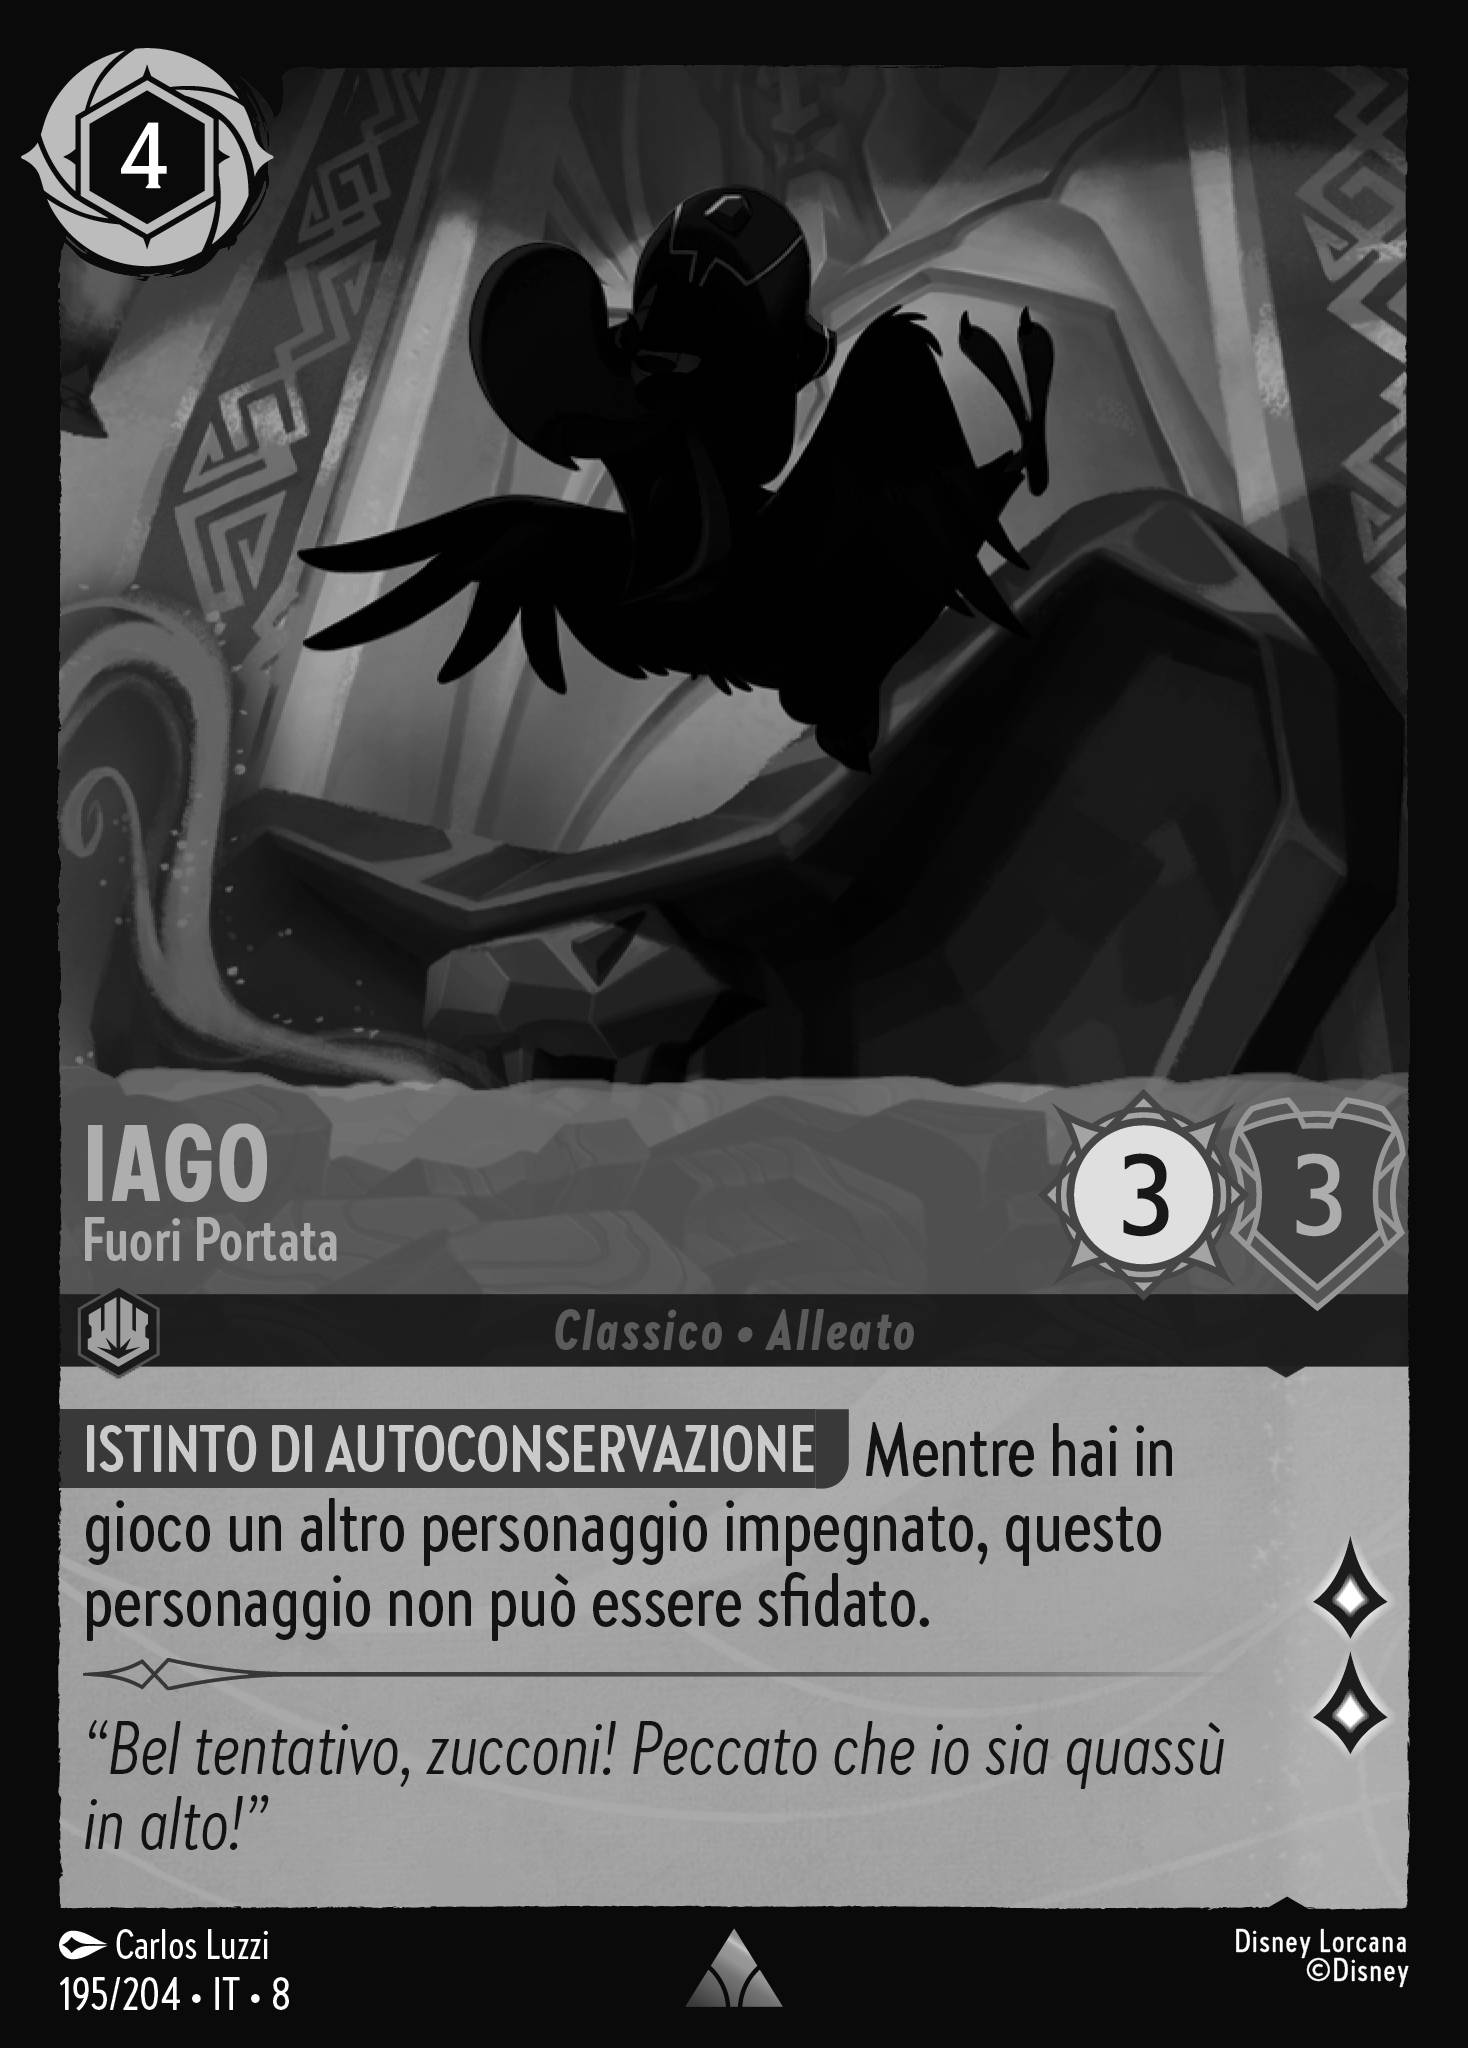 4
IAGO
Fuori Portata
3
3
Classico • Alleato
ISTINTO DI AUTOCONSERVAZIONE Mentre hai in
gioco un altro personaggio impegnato, questo
personaggio non può essere sfidato.
“Bel tentativo, zucconi! Peccato che io sia quassù
in alto!”
Carlos Luzzi
195/204 • IT • 8
Disney Lorcana
©Disney